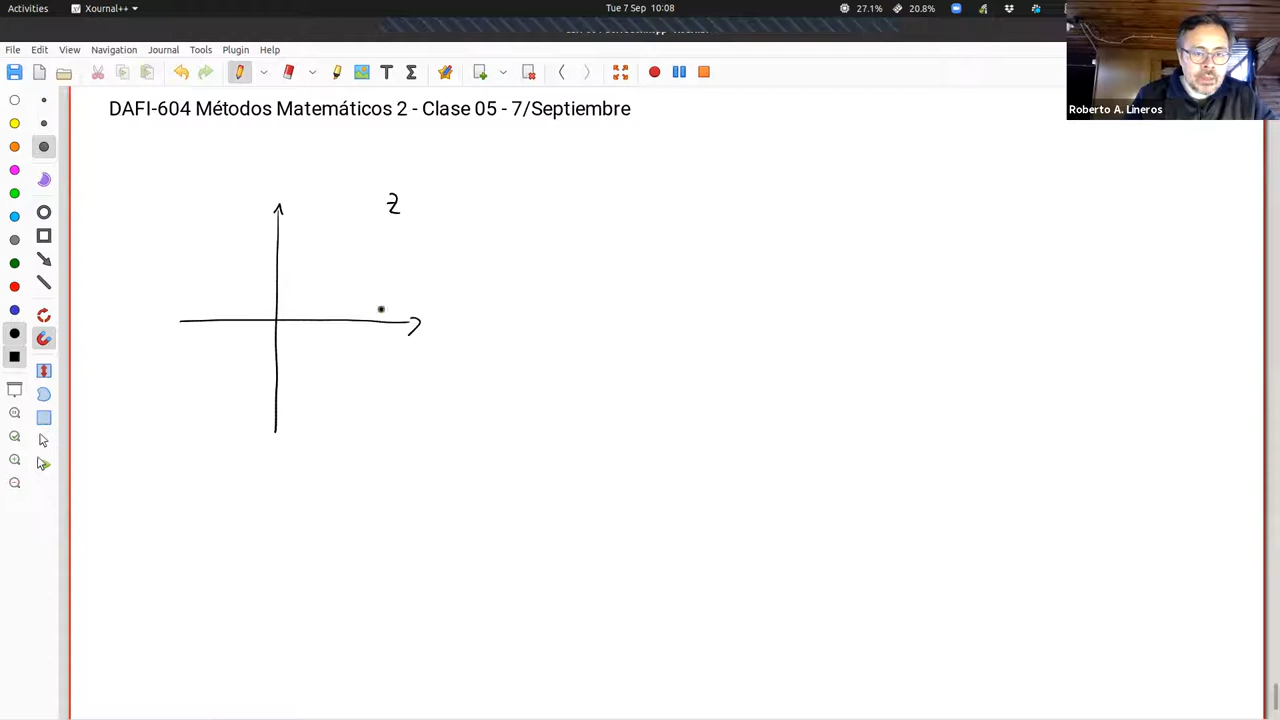 Activities Xournal++ Tue 7 Sep 10:08 27.1% 20.8%
File Edit View Navigation Journal Tools Plugin Help
Roberto A. Lineros
DAFI-604 Métodos Matemáticos 2 - Clase 05 - 7/Septiembre
z